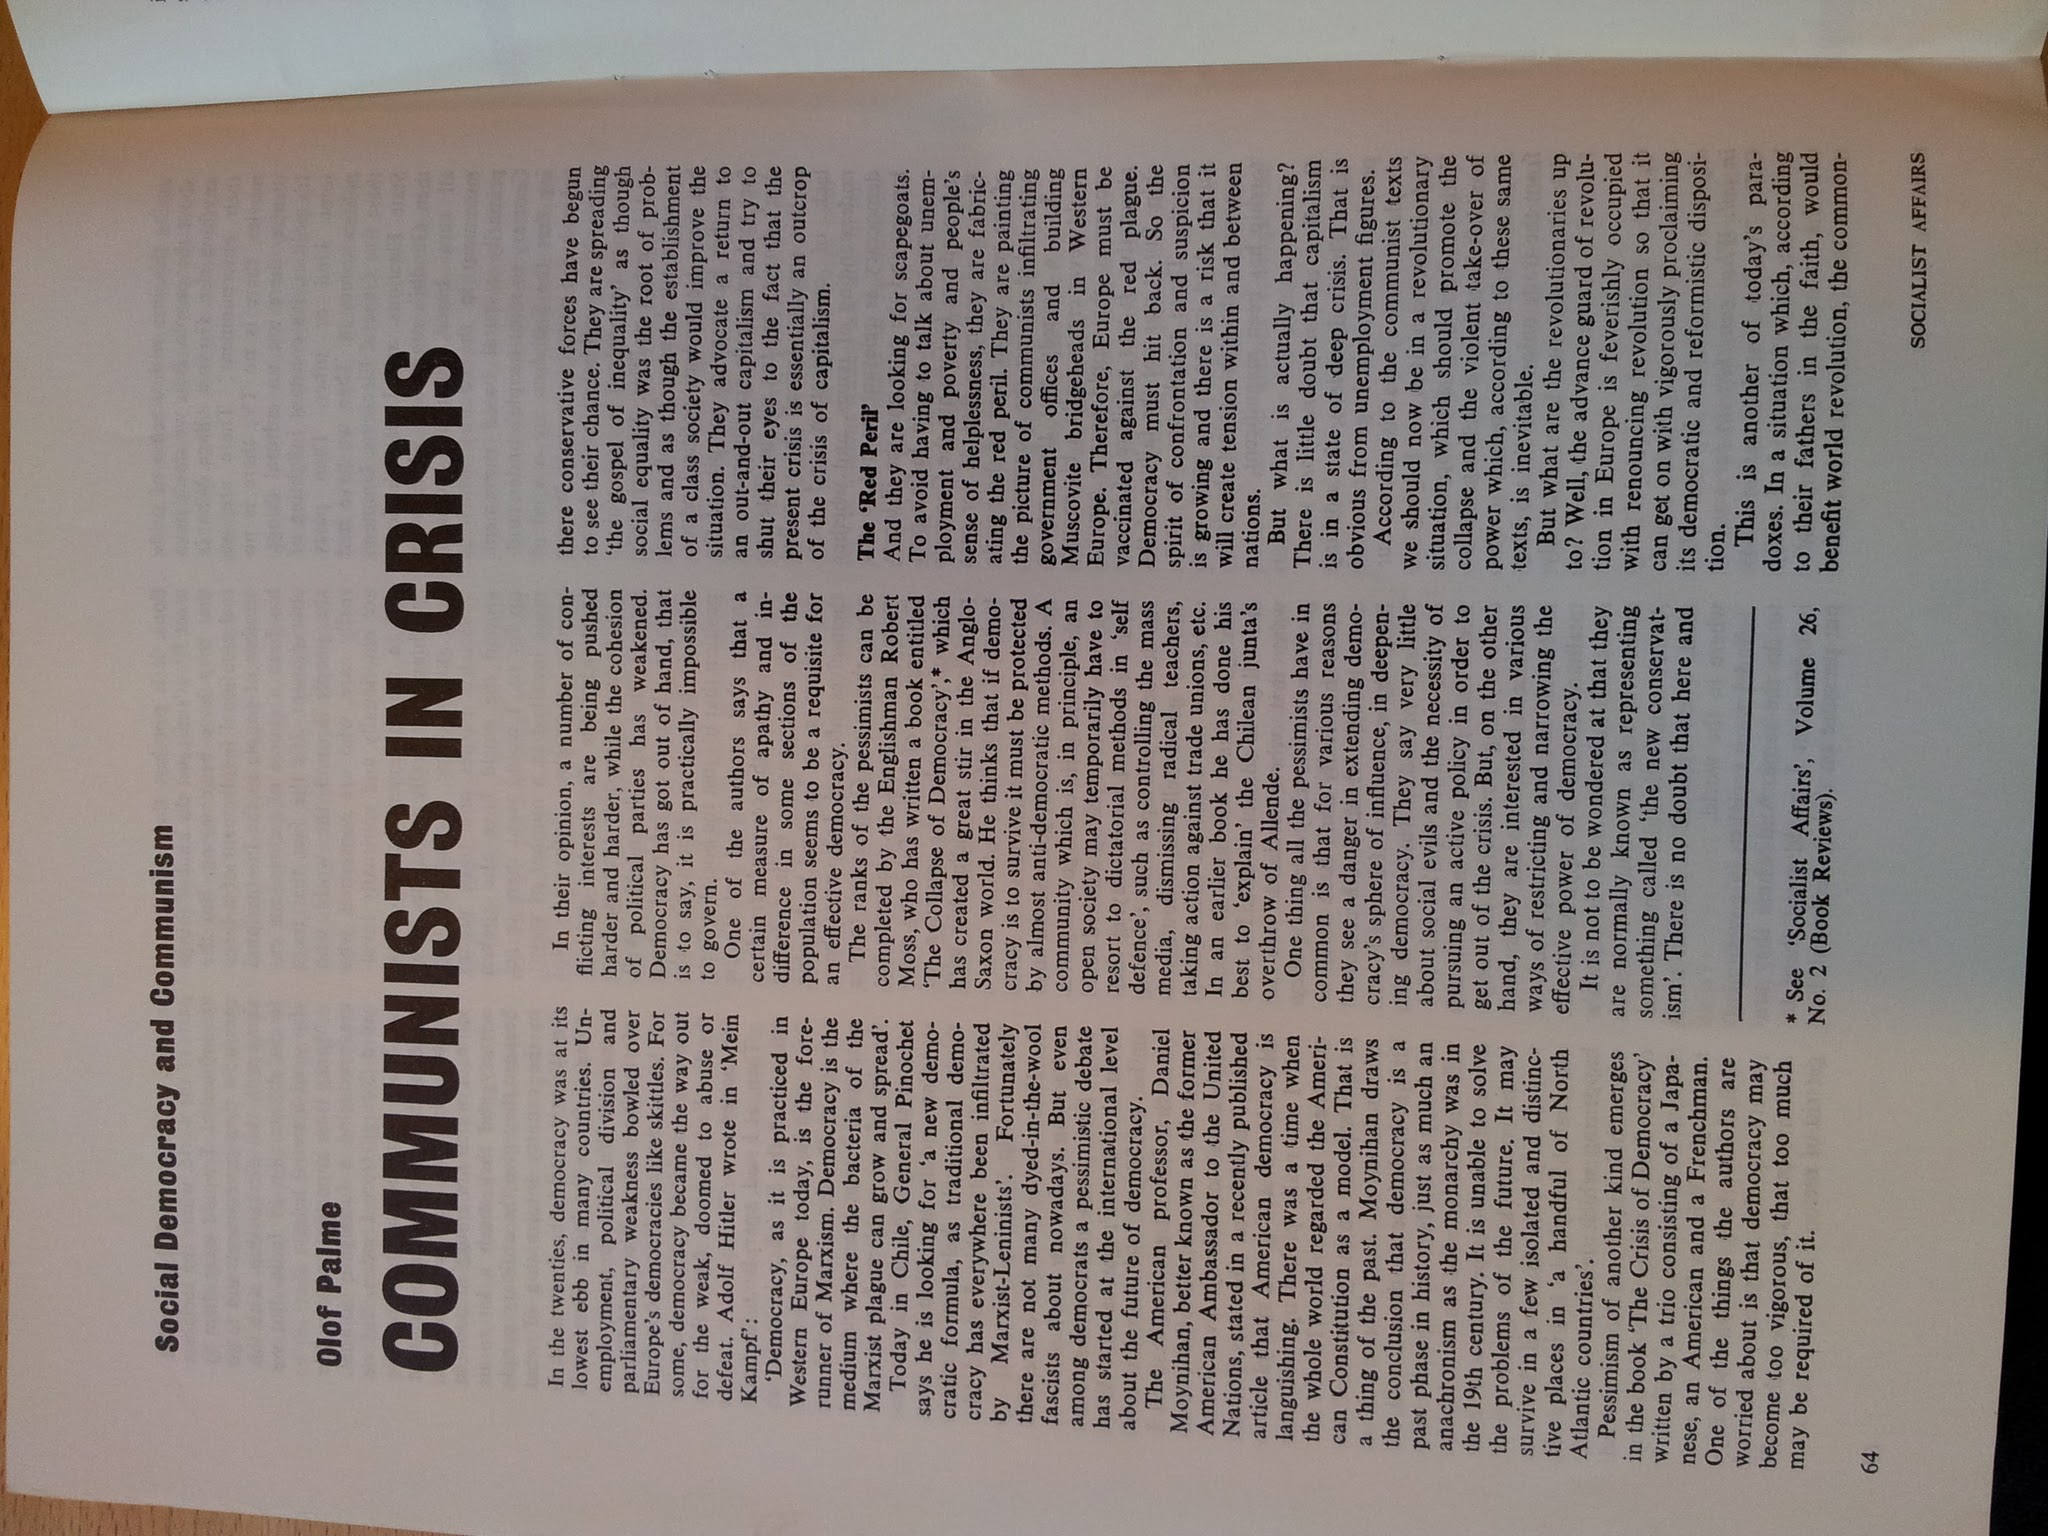 Social Democracy and Communism
Olof Palme
COMMUNISTS IN CRISIS
In the twenties, democracy was at its
lowest ebb in many countries. Un-
employment, political division and
parliamentary weakness bowled over
Europe's democracies like skittles. For
some, democracy became the way out
for the weak, doomed to abuse or
defeat. Adolf Hitler wrote in 'Mein
Kampf':
'Democracy, as it is practiced in
Western Europe today, is the fore-
runner of Marxism. Democracy is the
medium where the bacteria of the
Marxist plague can grow and spread'.
Today in Chile, General Pinochet
says he is looking for 'a new demo-
cratic formula, as traditional demo-
cracy has everywhere been infiltrated
by Marxist-Leninists'. Fortunately
there are not many dyed-in-the-wool
fascists about nowadays. But even
among democrats a pessimistic debate
has started at the international level
about the future of democracy.
The American professor, Daniel
Moynihan, better known as the former
American Ambassador to the United
Nations, stated in a recently published
article that American democracy is
languishing. There was a time when
the whole world regarded the Ameri-
can Constitution as a model. That is
a thing of the past. Moynihan draws
the conclusion that democracy is a
past phase in history, just as much an
anachronism as the monarchy was in
the 19th century. It is unable to solve
the problems of the future. It may
survive in a few isolated and distinc-
tive places in 'a handful of North
Atlantic countries'.
Pessimism of another kind emerges
in the book 'The Crisis of Democracy'
written by a trio consisting of a Japa-
nese, an American and a Frenchman.
One of the things the authors are
worried about is that democracy may
become too vigorous, that too much
may be required of it.
In their opinion, a number of con-
flicting interests are being pushed
harder and harder, while the cohesion
of political parties has weakened.
Democracy has got out of hand, that
is to say, it is practically impossible
to govern.
One of the authors says that a
certain measure of apathy and in-
difference in some sections of the
population seems to be a requisite for
an effective democracy.
The ranks of the pessimists can be
completed by the Englishman Robert
Moss, who has written a book entitled
'The Collapse of Democracy',* which
has created a great stir in the Anglo-
Saxon world. He thinks that if demo-
cracy is to survive it must be protected
by almost anti-democratic methods. A
community which is, in principle, an
open society may temporarily have to
resort to dictatorial methods in 'self
defence', such as controlling the mass
media, dismissing radical teachers,
taking action against trade unions, etc.
In an earlier book he has done his
best to 'explain' the Chilean junta's
overthrow of Allende.
One thing all the pessimists have in
common is that for various reasons
they see a danger in extending demo-
cracy's sphere of influence, in deepen-
ing democracy. They say very little
about social evils and the necessity of
pursuing an active policy in order to
get out of the crisis. But, on the other
hand, they are interested in various
ways of restricting and narrowing the
effective power of democracy.
It is not to be wondered at that they
are normally known as representing
something called 'the new conservat-
ism'. There is no doubt that here and
* See 'Socialist Affairs', Volume 26,
No. 2 (Book Reviews).
there conservative forces have begun
to see their chance. They are spreading
'the gospel of inequality' as though
social equality was the root of prob-
lems and as though the establishment
of a class society would improve the
situation. They advocate a return to
an out-and-out capitalism and try to
shut their eyes to the fact that the
present crisis is essentially an outcrop
of the crisis of capitalism.
The 'Red Peril'
And they are looking for scapegoats.
To avoid having to talk about unem-
ployment and poverty and people's
sense of helplessness, they are fabric-
ating the red peril. They are painting
the picture of communists infiltrating
government offices and building
Muscovite bridgeheads in Western
Europe. Therefore, Europe must be
vaccinated against the red plague.
Democracy must hit back. So the
spirit of confrontation and suspicion
is growing and there is a risk that it
will create tension within and between
nations.
But what is actually happening?
There is little doubt that capitalism
is in a state of deep crisis. That is
obvious from unemployment figures.
According to the communist texts
we should now be in a revolutionary
situation, which should promote the
collapse and the violent take-over of
power which, according to these same
texts, is inevitable.
But what are the revolutionaries up
to? Well, the advance guard of revolu-
tion in Europe is feverishly occupied
with renouncing revolution so that it
can get on with vigorously proclaiming
its democratic and reformistic disposi-
tion.
This is another of today's para-
doxes. In a situation which, according
to their fathers in the faith, would
benefit world revolution, the common-
64
SOCIALIST AFFAIRS